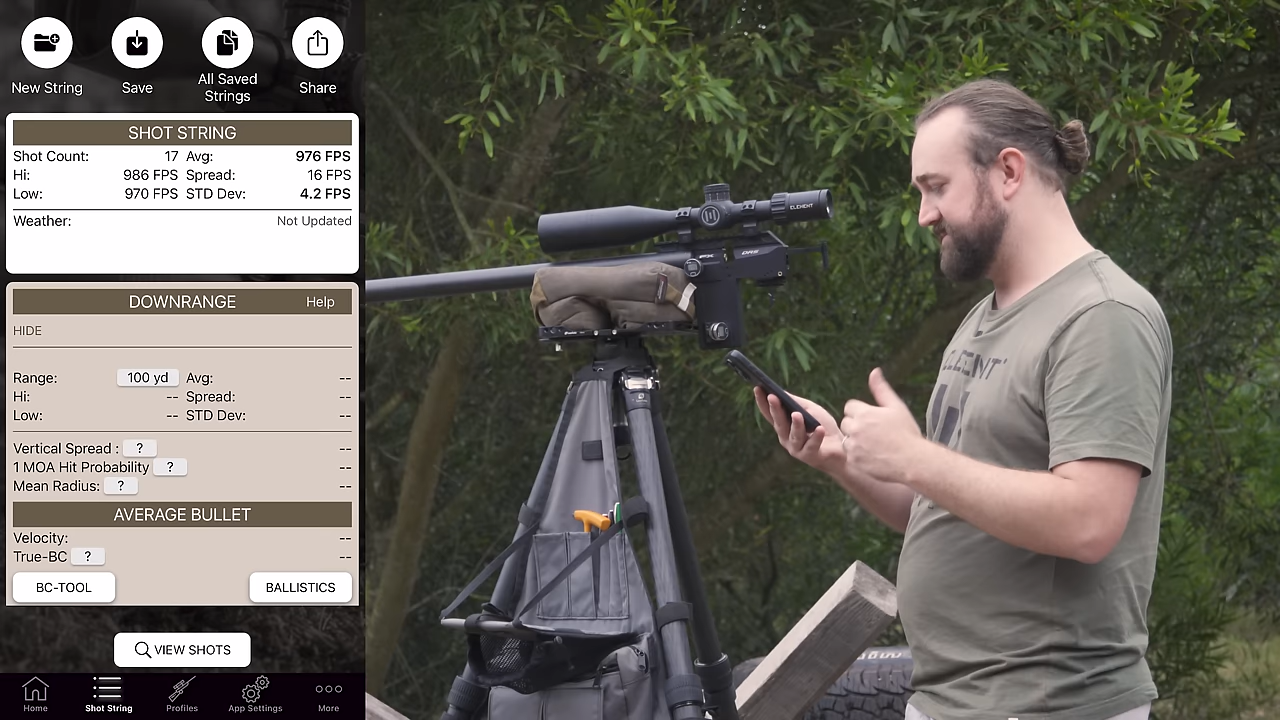 New String
Save
All Saved
Strings
Share
SHOT STRING
Shot Count: 17 Avg: 976 FPS
Hi: 986 FPS Spread: 16 FPS
Low: 970 FPS STD Dev: 4.2 FPS
Weather: Not Updated
DOWNRANGE Help
HIDE
Range: 100 yd Avg: --
Hi: -- Spread: --
Low: -- STD Dev: --
Vertical Spread : ? --
1 MOA Hit Probability ? --
Mean Radius: ? --
AVERAGE BULLET
Velocity: --
True-BC ? --
BC-TOOL BALLISTICS
VIEW SHOTS
Home Shot String Profiles App Settings More
ELEMENT
FX DRS
ELEMENT